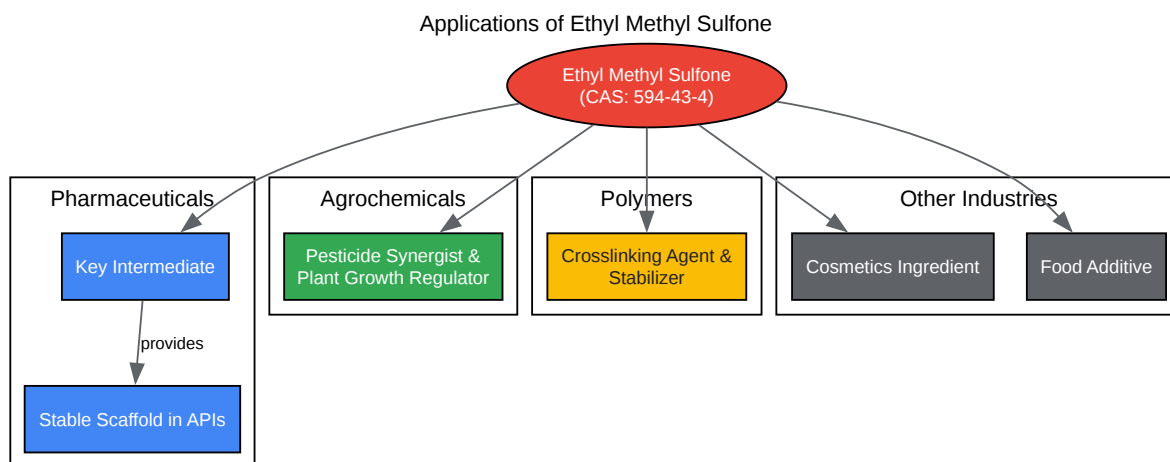 Applications of Ethyl Methyl Sulfone
Ethyl Methyl Sulfone
(CAS: 594-43-4)
Pharmaceuticals
Key Intermediate
provides
Stable Scaffold in APIs
Agrochemicals
Pesticide Synergist &
Plant Growth Regulator
Polymers
Crosslinking Agent &
Stabilizer
Other Industries
Cosmetics Ingredient
Food Additive